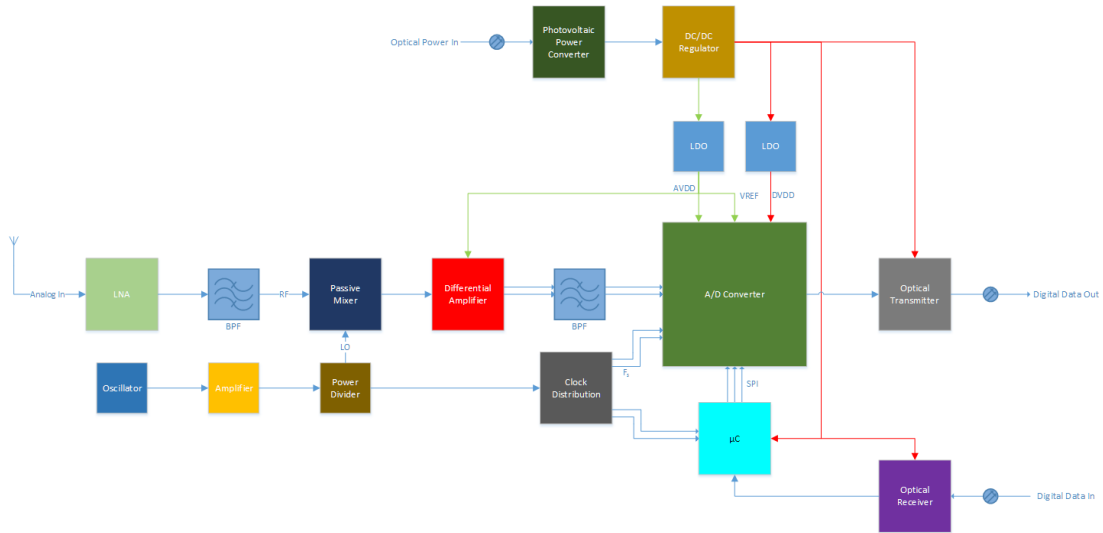 Optical Power In
Photovoltaic
Power
Converter
DC/DC
Regulator
LDO
LDO
AVDD
VREF
DVDD
Analog In
LNA
BPF
RF
Passive
Mixer
Differential
Amplifier
BPF
A/D Converter
Optical
Transmitter
Digital Data Out
LO
Oscillator
Amplifier
Power
Divider
Clock
Distribution
Fs
SPI
µC
Optical
Receiver
Digital Data In